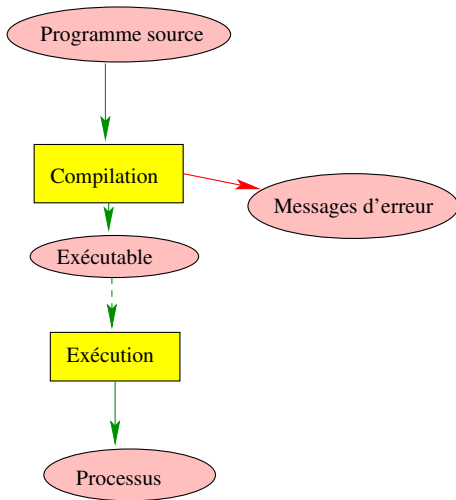 Programme source
Compilation
Messages d'erreur
Exécutable
Exécution
Processus